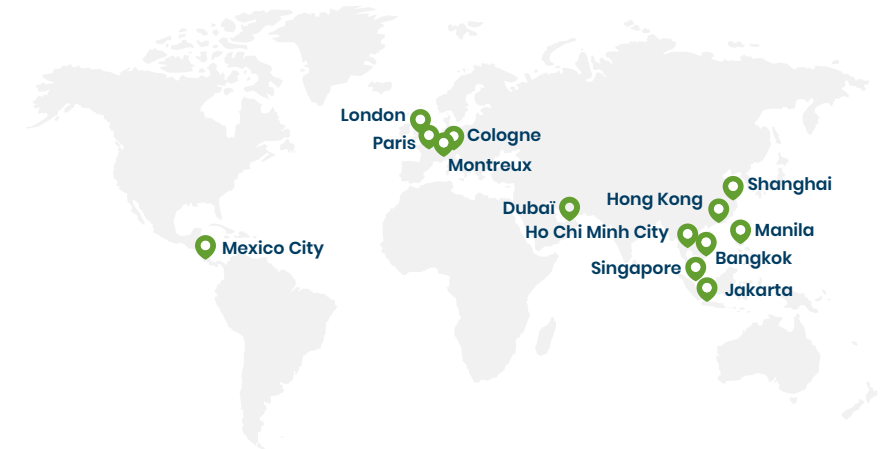 London
Paris
Cologne
Montreux
Shanghai
Hong Kong
Dubaï
Ho Chi Minh City
Manila
Mexico City
Bangkok
Singapore
Jakarta